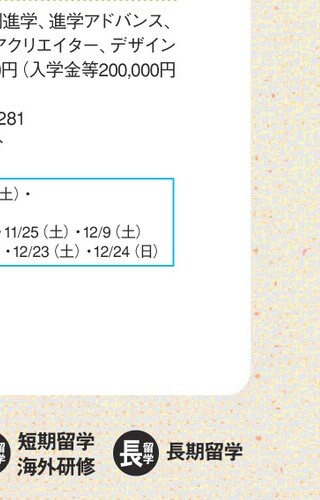 進学、進学アドバンス、
アクリエイター、デザイン
円（入学金等200,000円
281
土）・
・11/25（土）・12/9（土）
・12/23（土）・12/24（日）
学 短期留学
海外研修
長 留学 長期留学